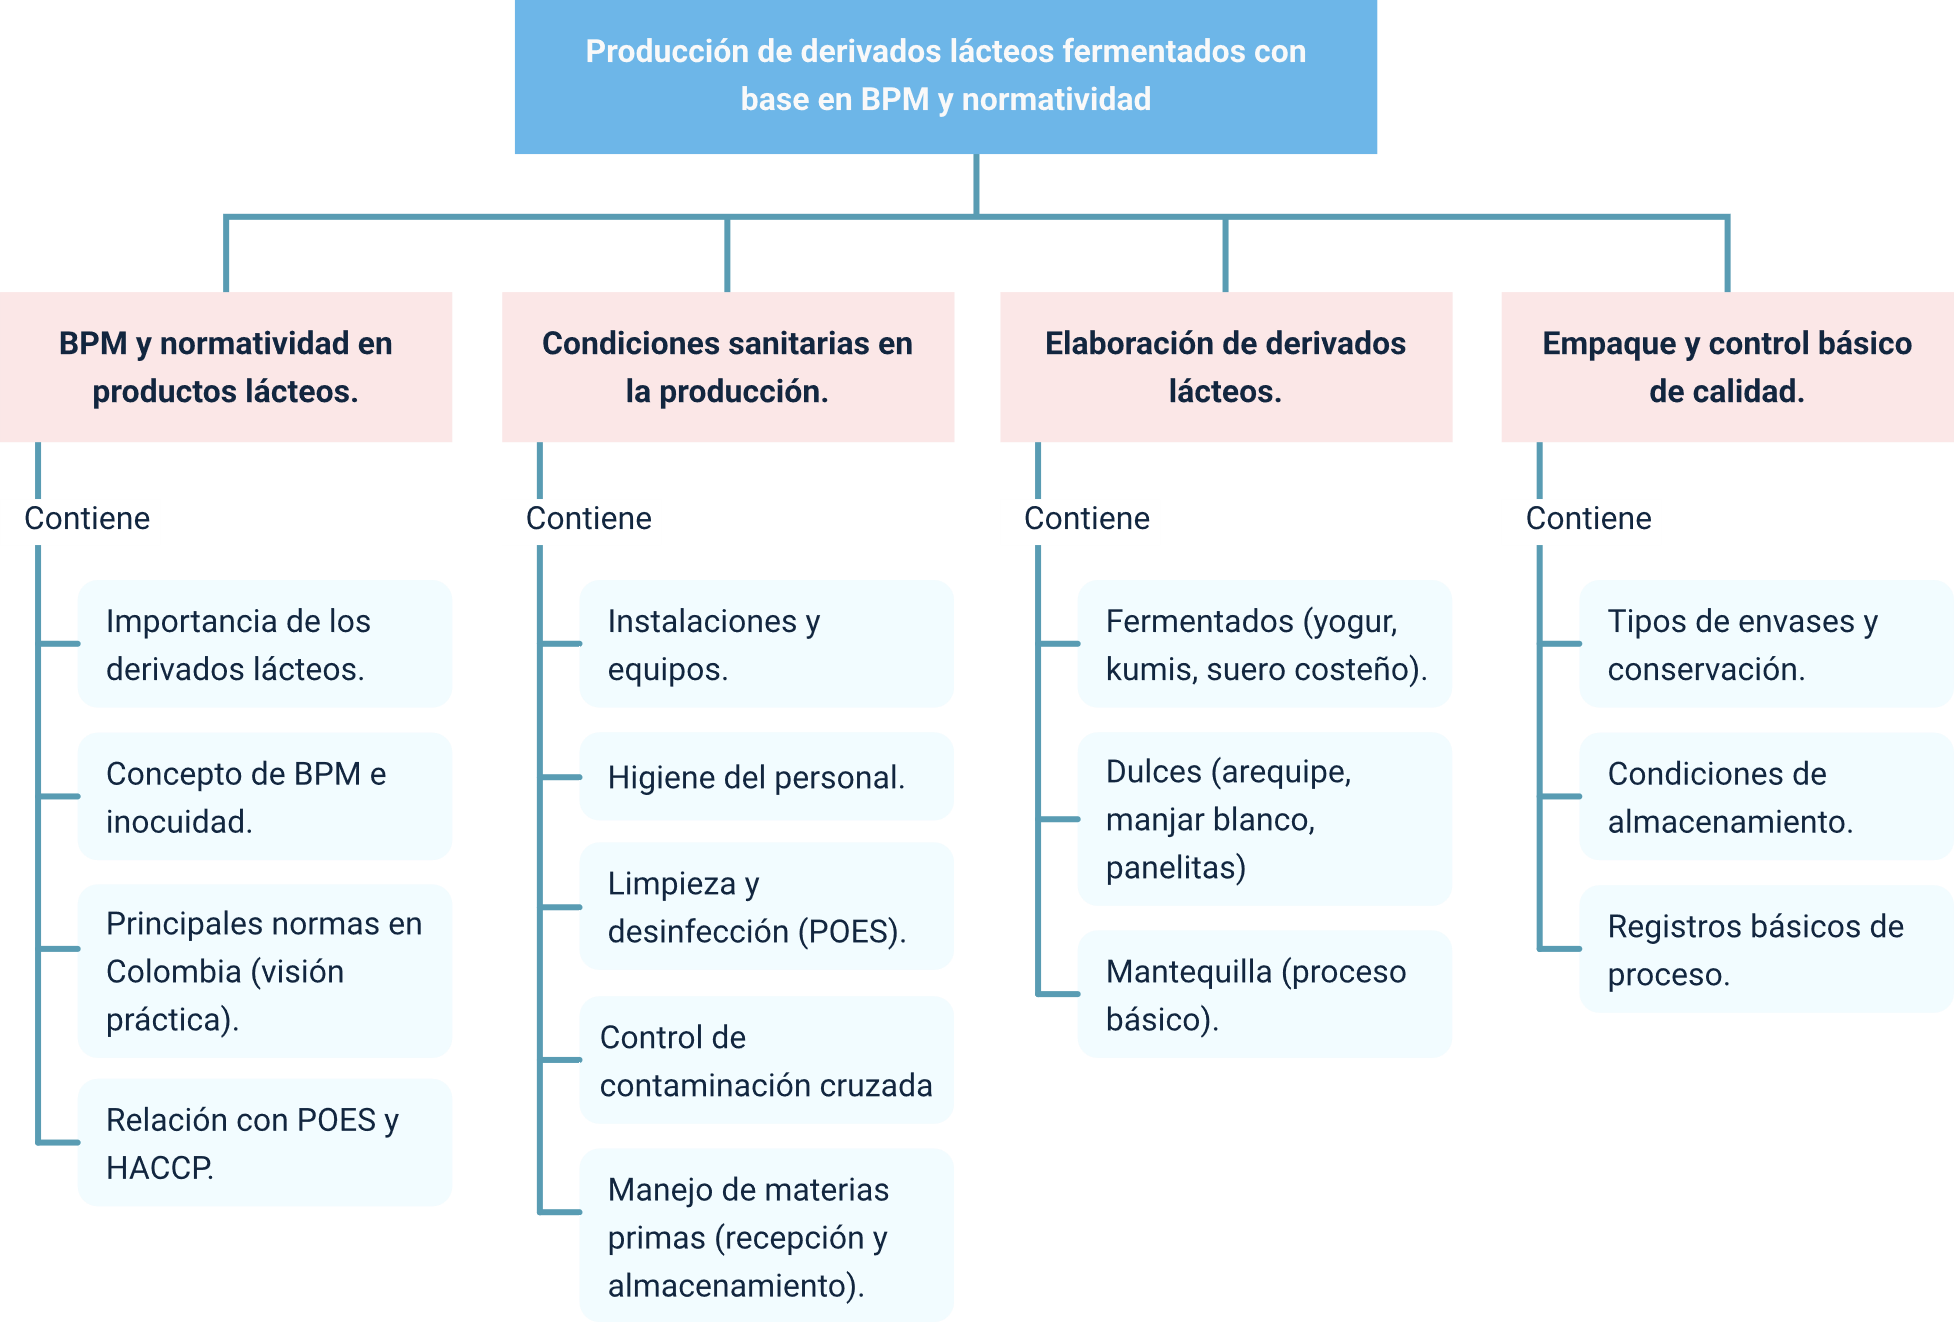 Producción de derivados lácteos fermentados con
base en BPM y normatividad
BPM y normatividad en
productos lácteos.
Contiene
Importancia de los
derivados lácteos.
Concepto de BPM e
inocuidad.
Principales normas en
Colombia (visión
práctica).
Relación con POES y
HACCP.
Condiciones sanitarias en
la producción.
Contiene
Instalaciones y
equipos.
Higiene del personal.
Limpieza y
desinfección (POES).
Control de
contaminación cruzada
Manejo de materias
primas (recepción y
almacenamiento).
Elaboración de derivados
lácteos.
Contiene
Fermentados (yogur,
kumis, suero costeño).
Dulces (arequipe,
manjar blanco,
panelitas)
Mantequilla (proceso
básico).
Empaque y control básico
de calidad.
Contiene
Tipos de envases y
conservación.
Condiciones de
almacenamiento.
Registros básicos de
proceso.